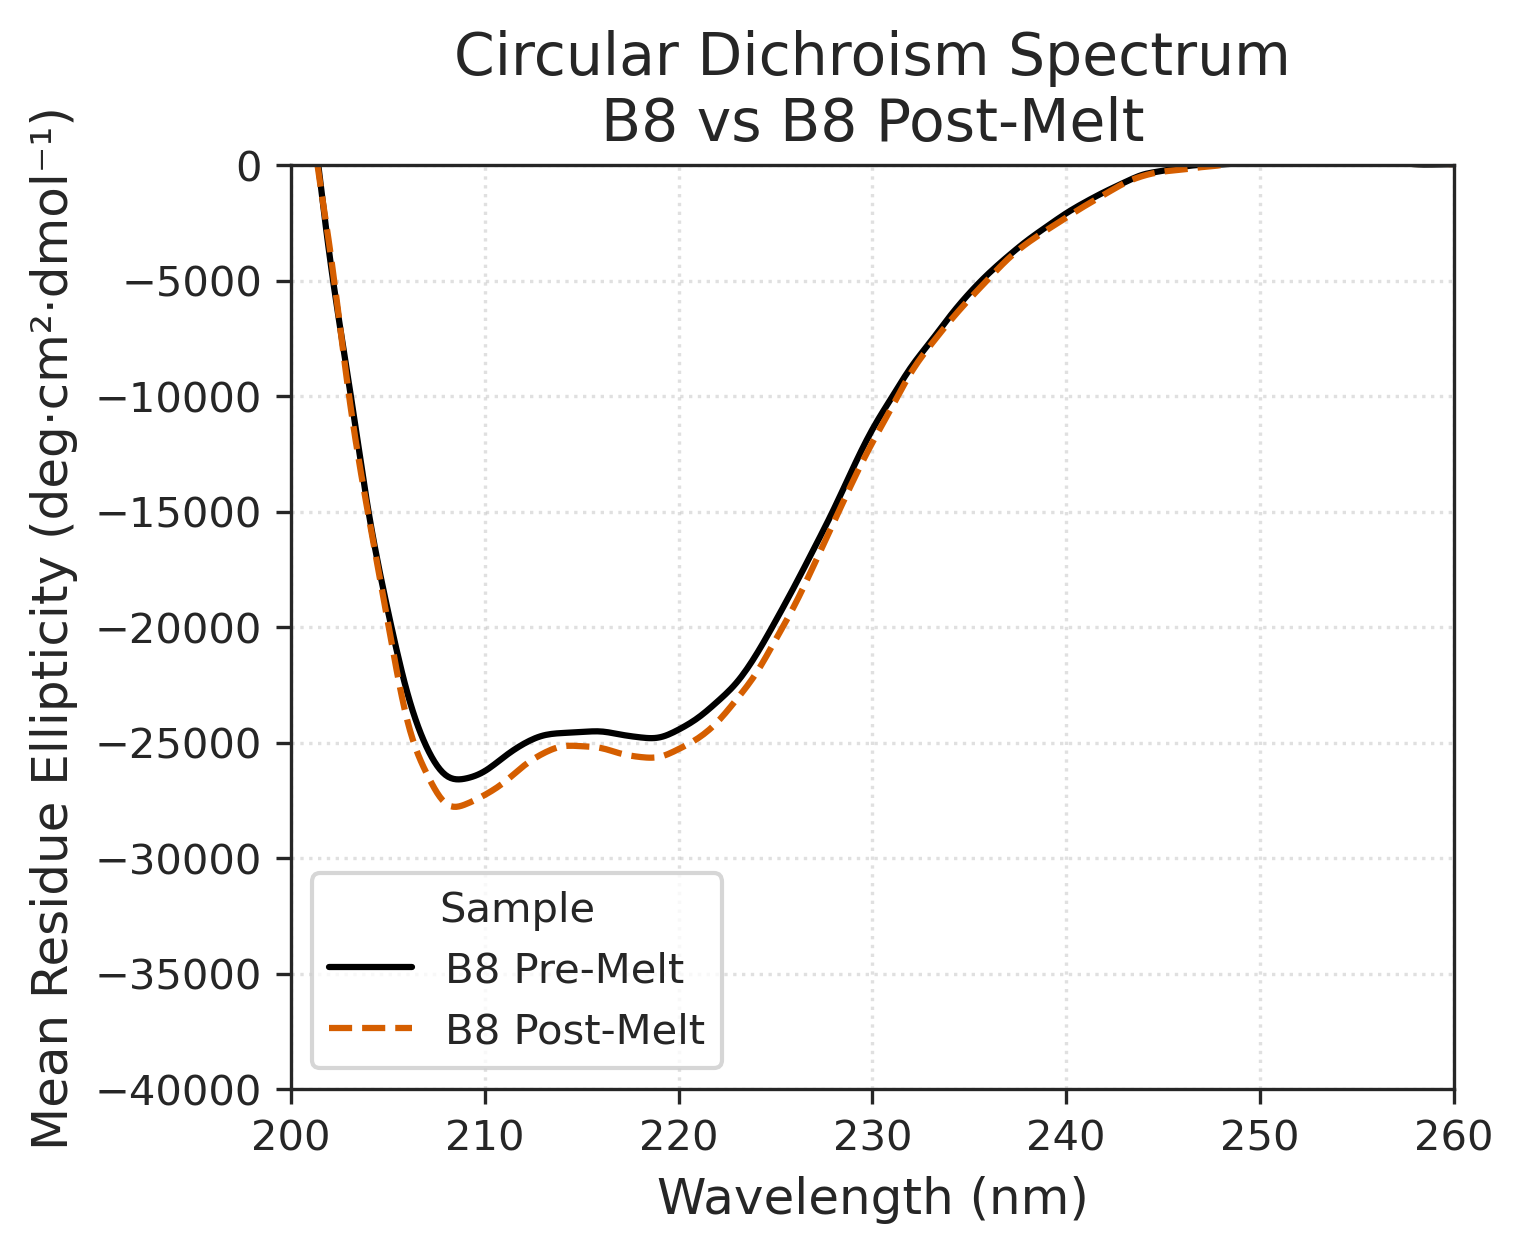 Circular Dichroism Spectrum
B8 vs B8 Post-Melt
Mean Residue Ellipticity (deg·cm²·dmol⁻¹)
0
−5000
−10000
−15000
−20000
−25000
−30000
−35000
−40000
Sample
B8 Pre-Melt
B8 Post-Melt
200 210 220 230 240 250 260
Wavelength (nm)